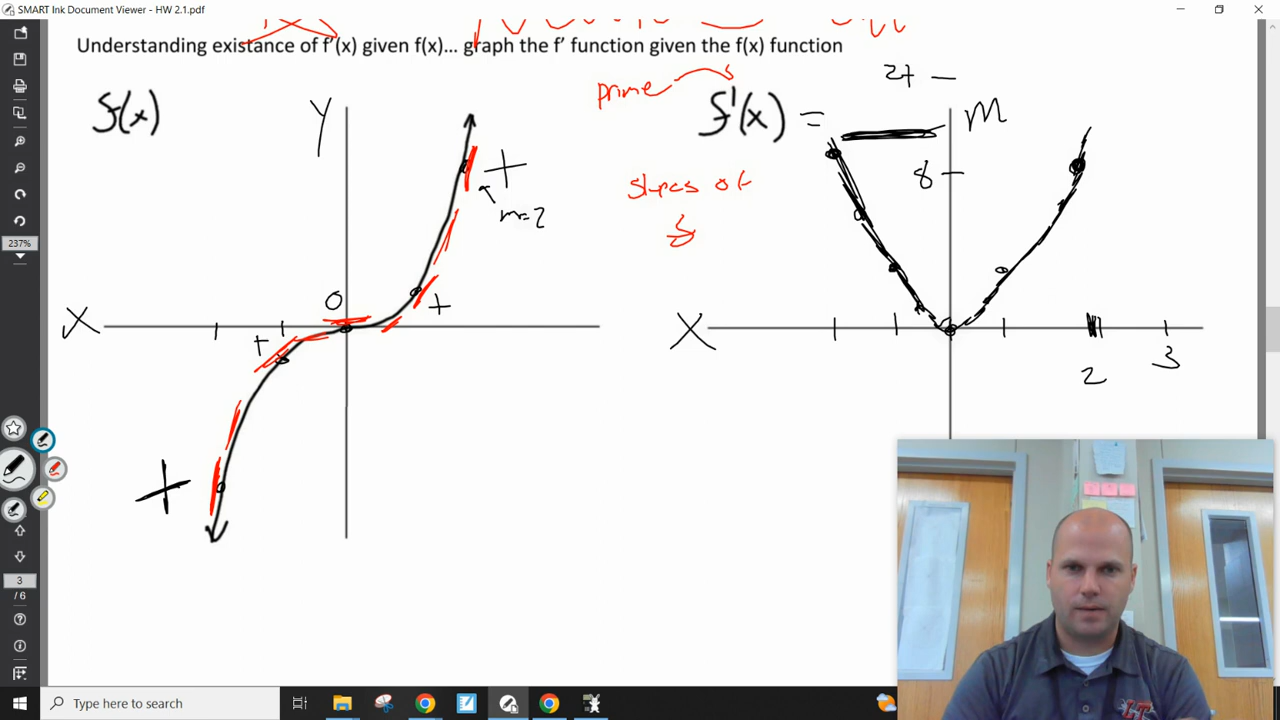 SMART Ink Document Viewer - HW 2.1.pdf
Understanding existance of f'(x) given f(x)... graph the f' function given the f(x) function
f(x)
Y
prime
f'(x) =
24
M
8
+
m=2
slopes of
f
0
+
+
X
X
2
3
+
237%
3
/ 6
Type here to search